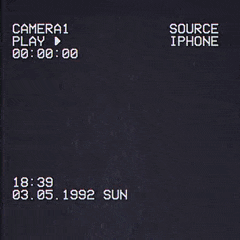 CAMERA1 SOURCE
PLAY ▶ IPHONE
00:00:00
18:39
03.05.1992 SUN